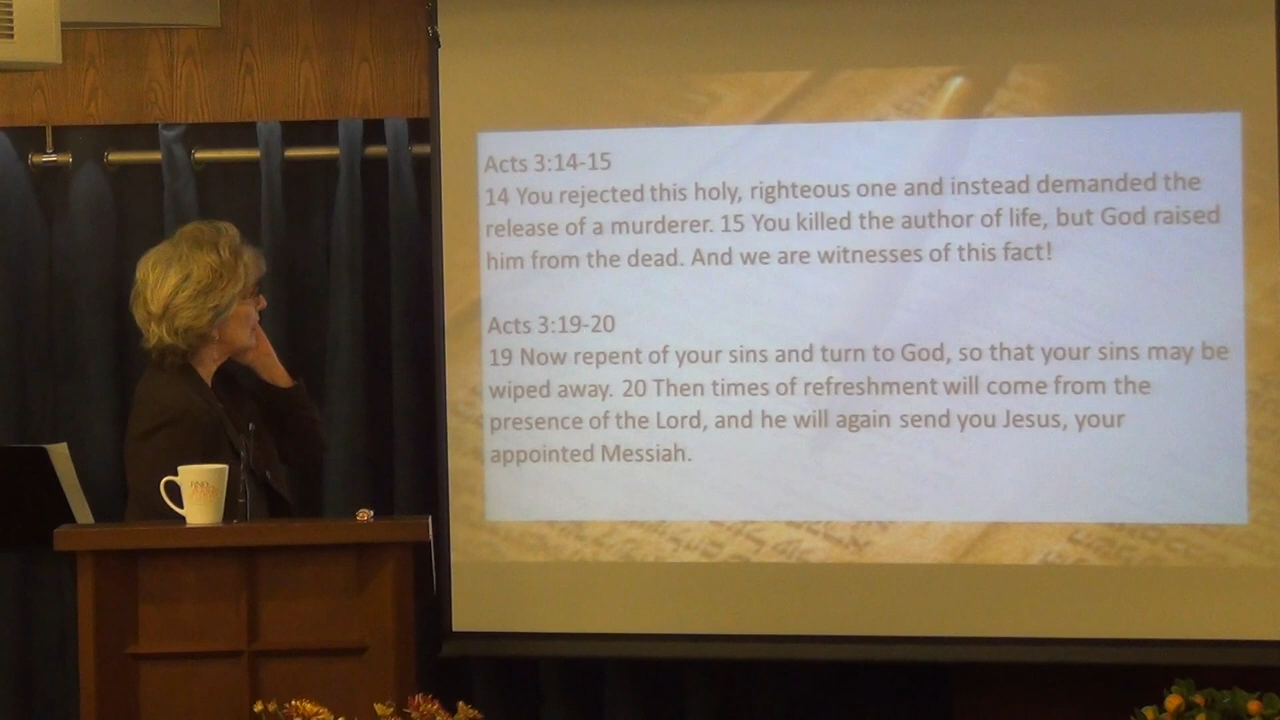 Acts 3:14-15
14 You rejected this holy, righteous one and instead demanded the
release of a murderer. 15 You killed the author of life, but God raised
him from the dead. And we are witnesses of this fact!
Acts 3:19-20
19 Now repent of your sins and turn to God, so that your sins may be
wiped away. 20 Then times of refreshment will come from the
presence of the Lord, and he will again send you Jesus, your
appointed Messiah.